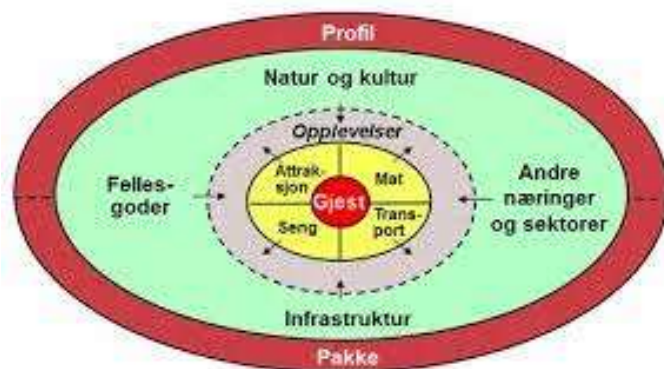 Profil
Natur og kultur
Opplevelser
Attrak-
sjon
Mat
Felles-
goder
Gjest
Andre
næringer
og sektorer
Seng
Trans-
port
Infrastruktur
Pakke